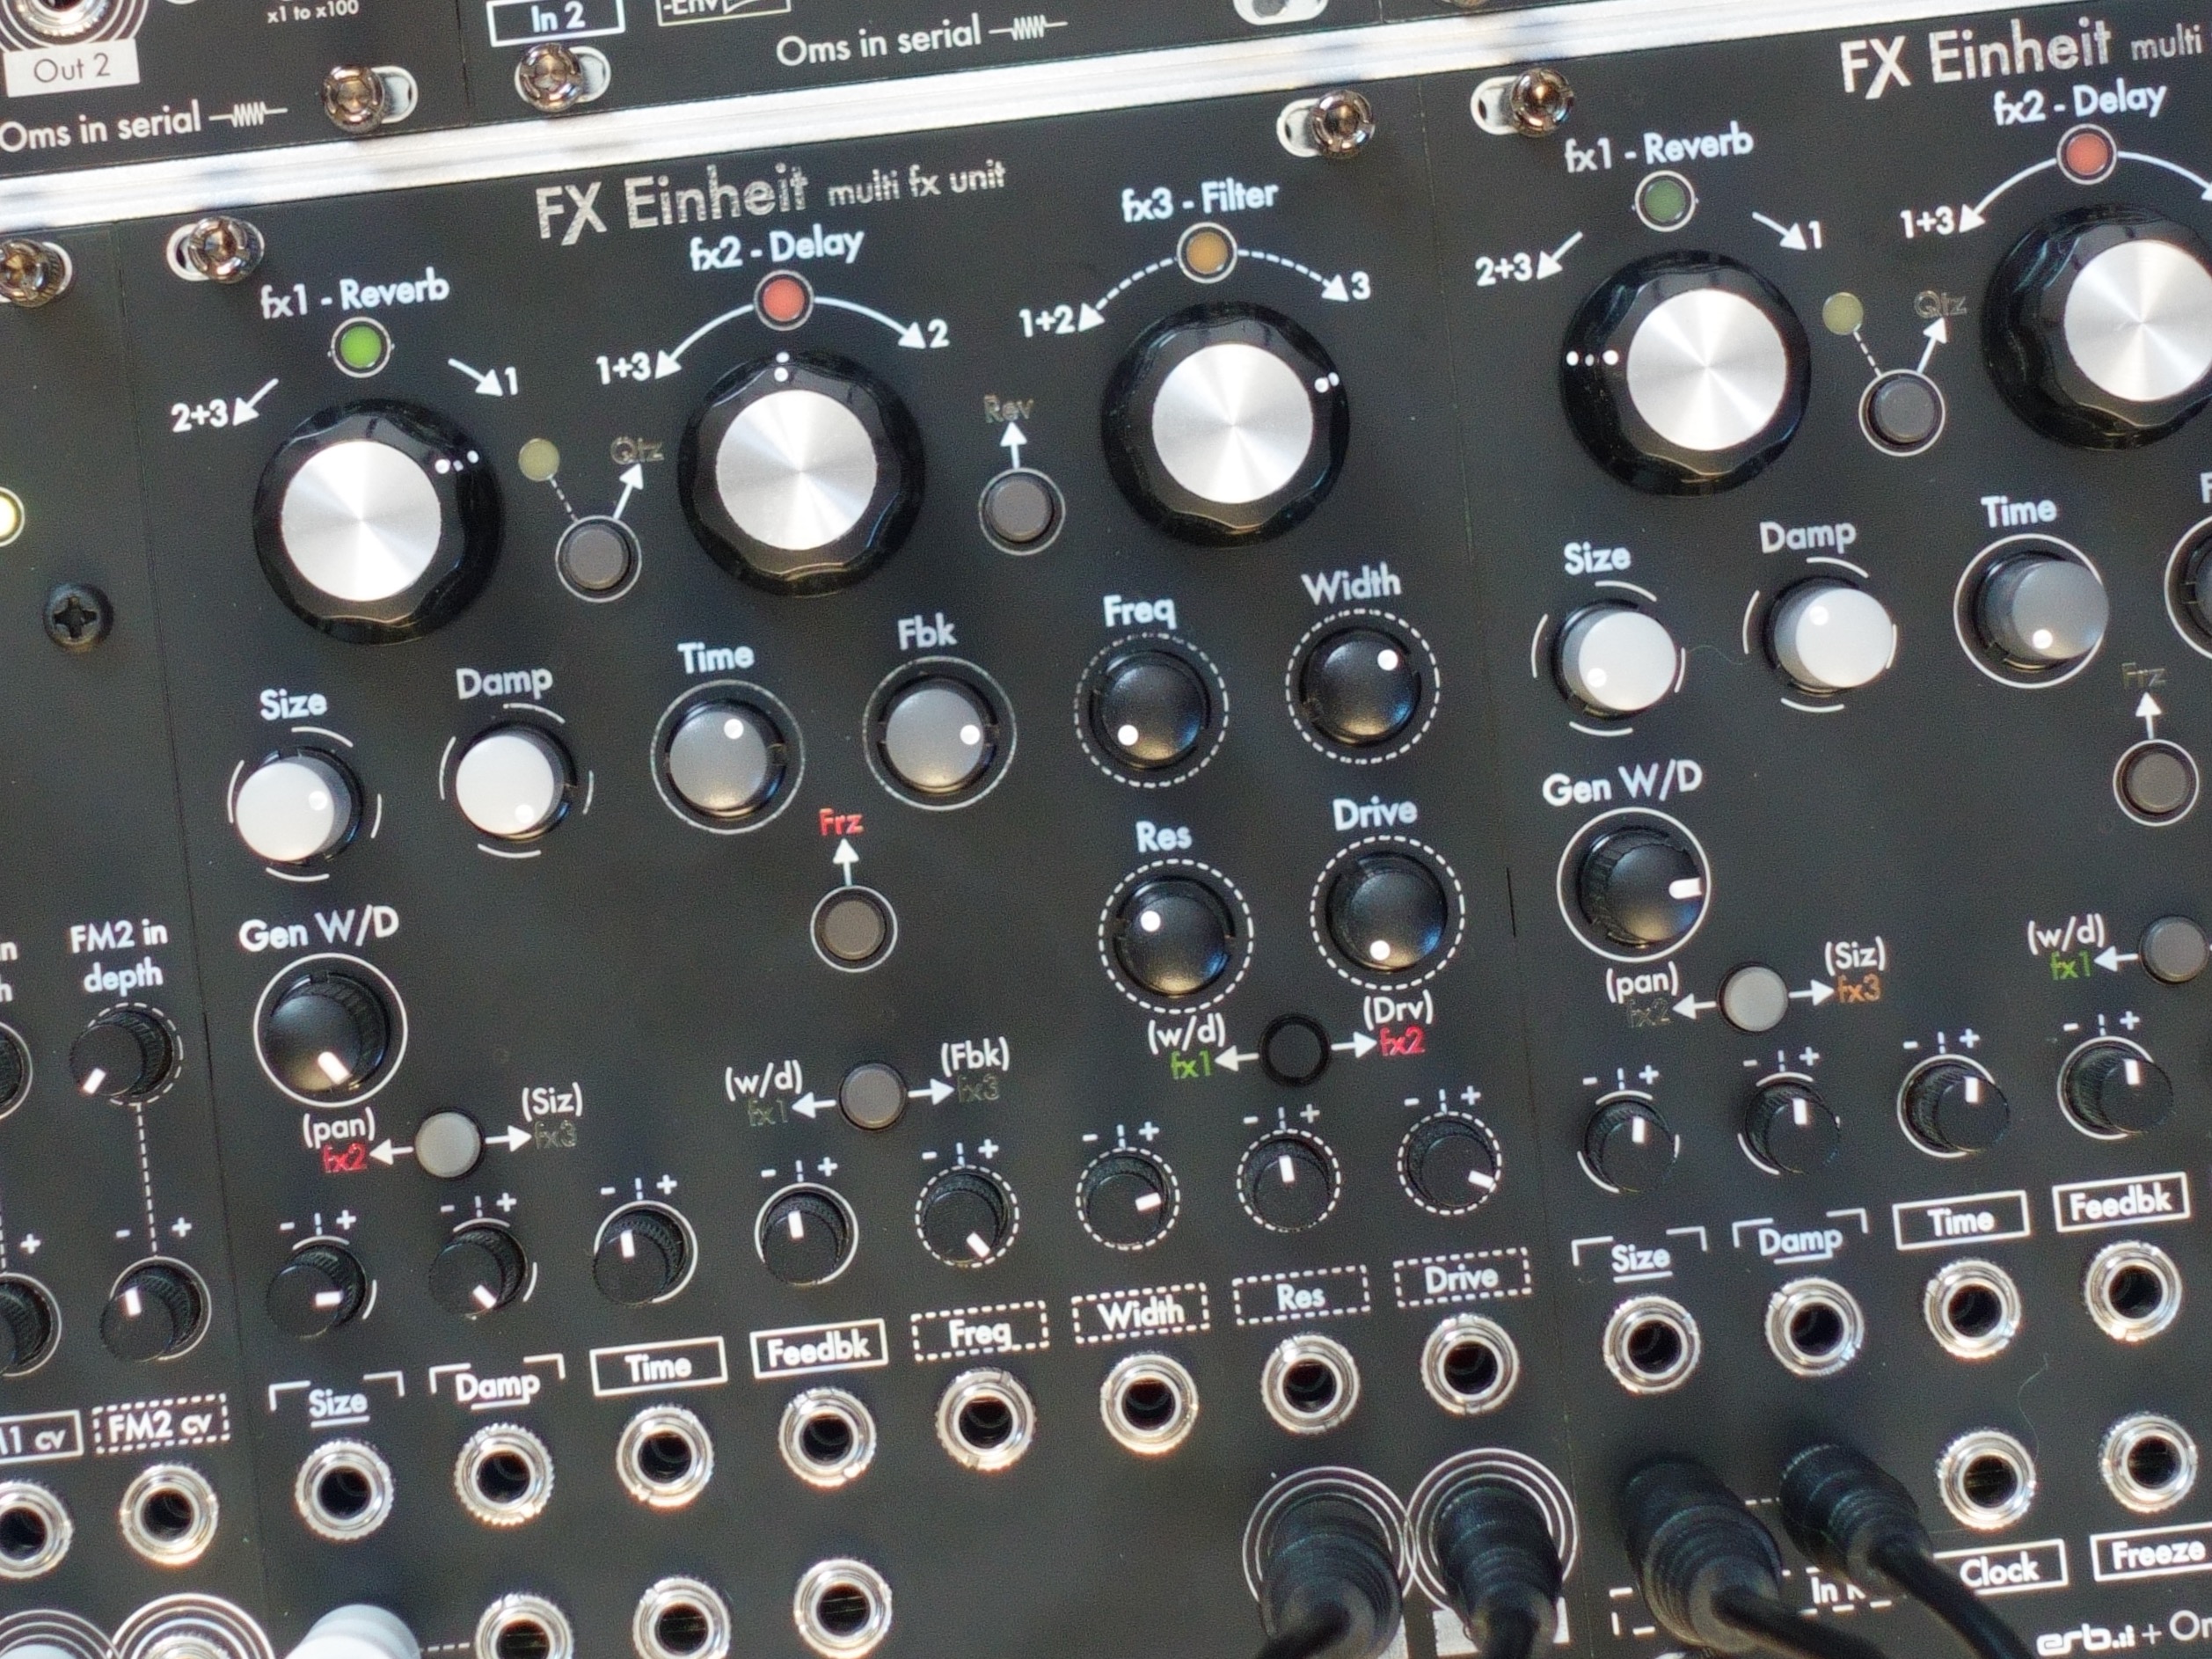 x1 to x100
Out 2
Oms in serial
In 2
-Env
Oms in serial
FX Einheit multi fx unit
fx1 - Reverb
fx2 - Delay
fx3 - Filter
2+3
1
1+3
2
1+2
3
Qtz
Rev
Size
Damp
Time
Fbk
Freq
Width
Frz
Res
Drive
Gen W/D
(pan)
fx2
(Siz)
fx3
(w/d)
fx1
(Fbk)
fx3
(w/d)
fx1
(Drv)
fx2
- +
- +
- +
- +
- +
- +
- +
- +
Size
Damp
Time
Feedbk
Freq
Width
Res
Drive
FM2 in
depth
+
- +
cv
FM2 cv
FX Einheit multi
fx1 - Reverb
fx2 - Delay
2+3
1
1+3
Qtz
Size
Damp
Time
Frz
Gen W/D
(pan)
fx2
(Siz)
fx3
(w/d)
fx1
- +
- +
- +
- +
Size
Damp
Time
Feedbk
In
Clock
Freeze
erb.ii +